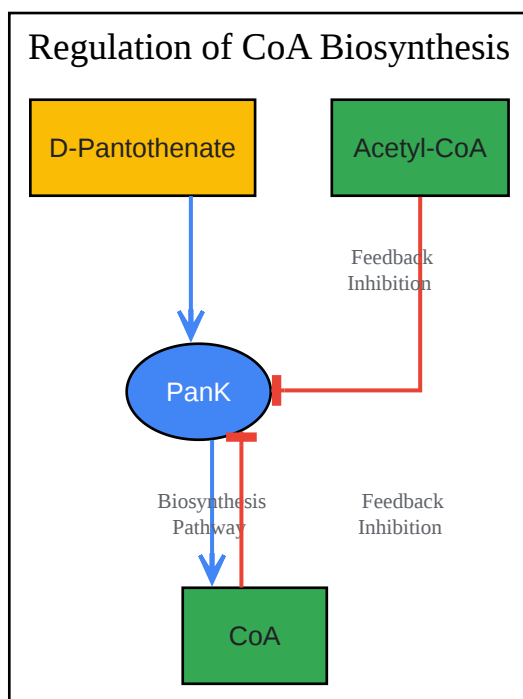 Regulation of CoA Biosynthesis
D-Pantothenate
Acetyl-CoA
Feedback
Inhibition
PanK
Biosynthesis
Pathway
Feedback
Inhibition
CoA